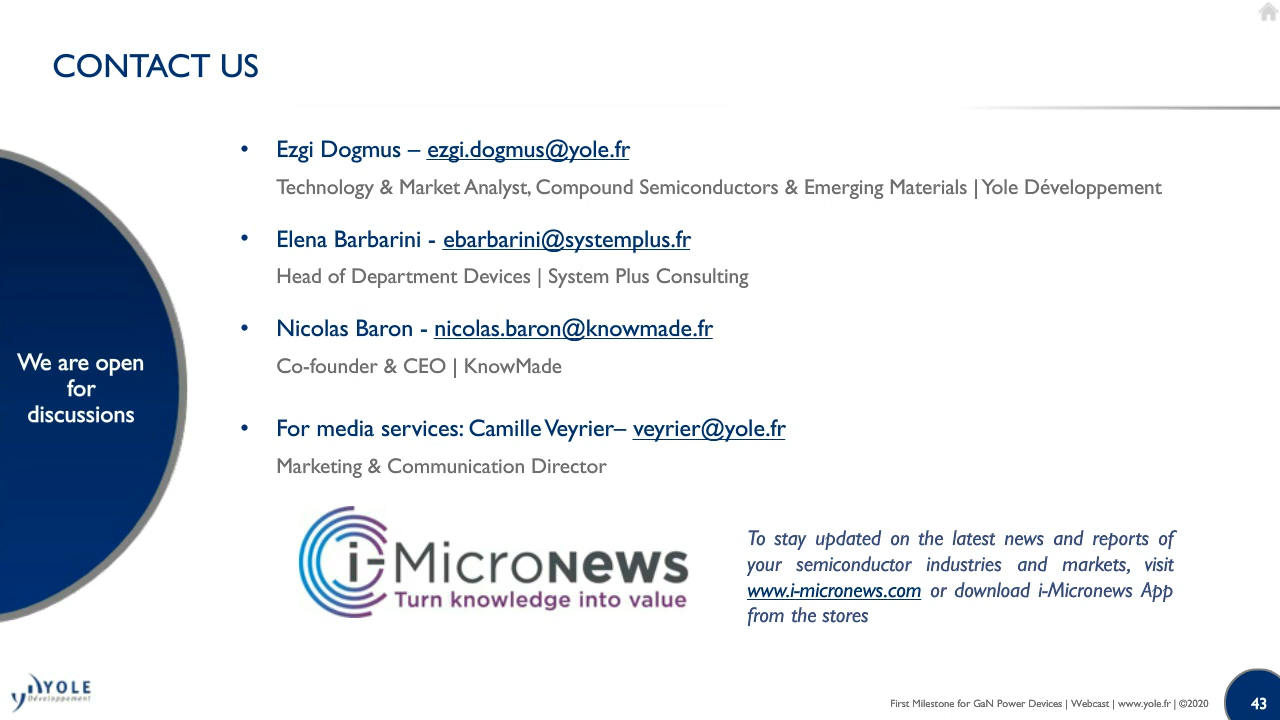 CONTACT US
• Ezgi Dogmus – ezgi.dogmus@yole.fr
Technology & Market Analyst, Compound Semiconductors & Emerging Materials | Yole Développement
• Elena Barbarini - ebarbarini@systemplus.fr
Head of Department Devices | System Plus Consulting
• Nicolas Baron - nicolas.baron@knowmade.fr
Co-founder & CEO | KnowMade
• For media services: Camille Veyrier– veyrier@yole.fr
Marketing & Communication Director
We are open
for
discussions
i-Micronews
Turn knowledge into value
To stay updated on the latest news and reports of
your semiconductor industries and markets, visit
www.i-micronews.com or download i-Micronews App
from the stores
YOLE
Développement
First Milestone for GaN Power Devices | Webcast | www.yole.fr | ©2020
43